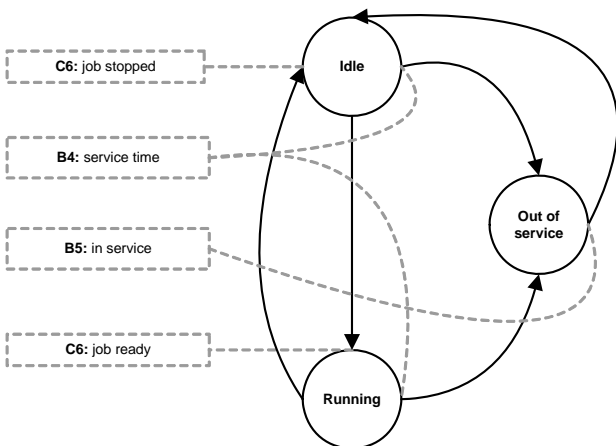 Idle
C6: job stopped
B4: service time
Out of
service
B5: in service
C6: job ready
Running